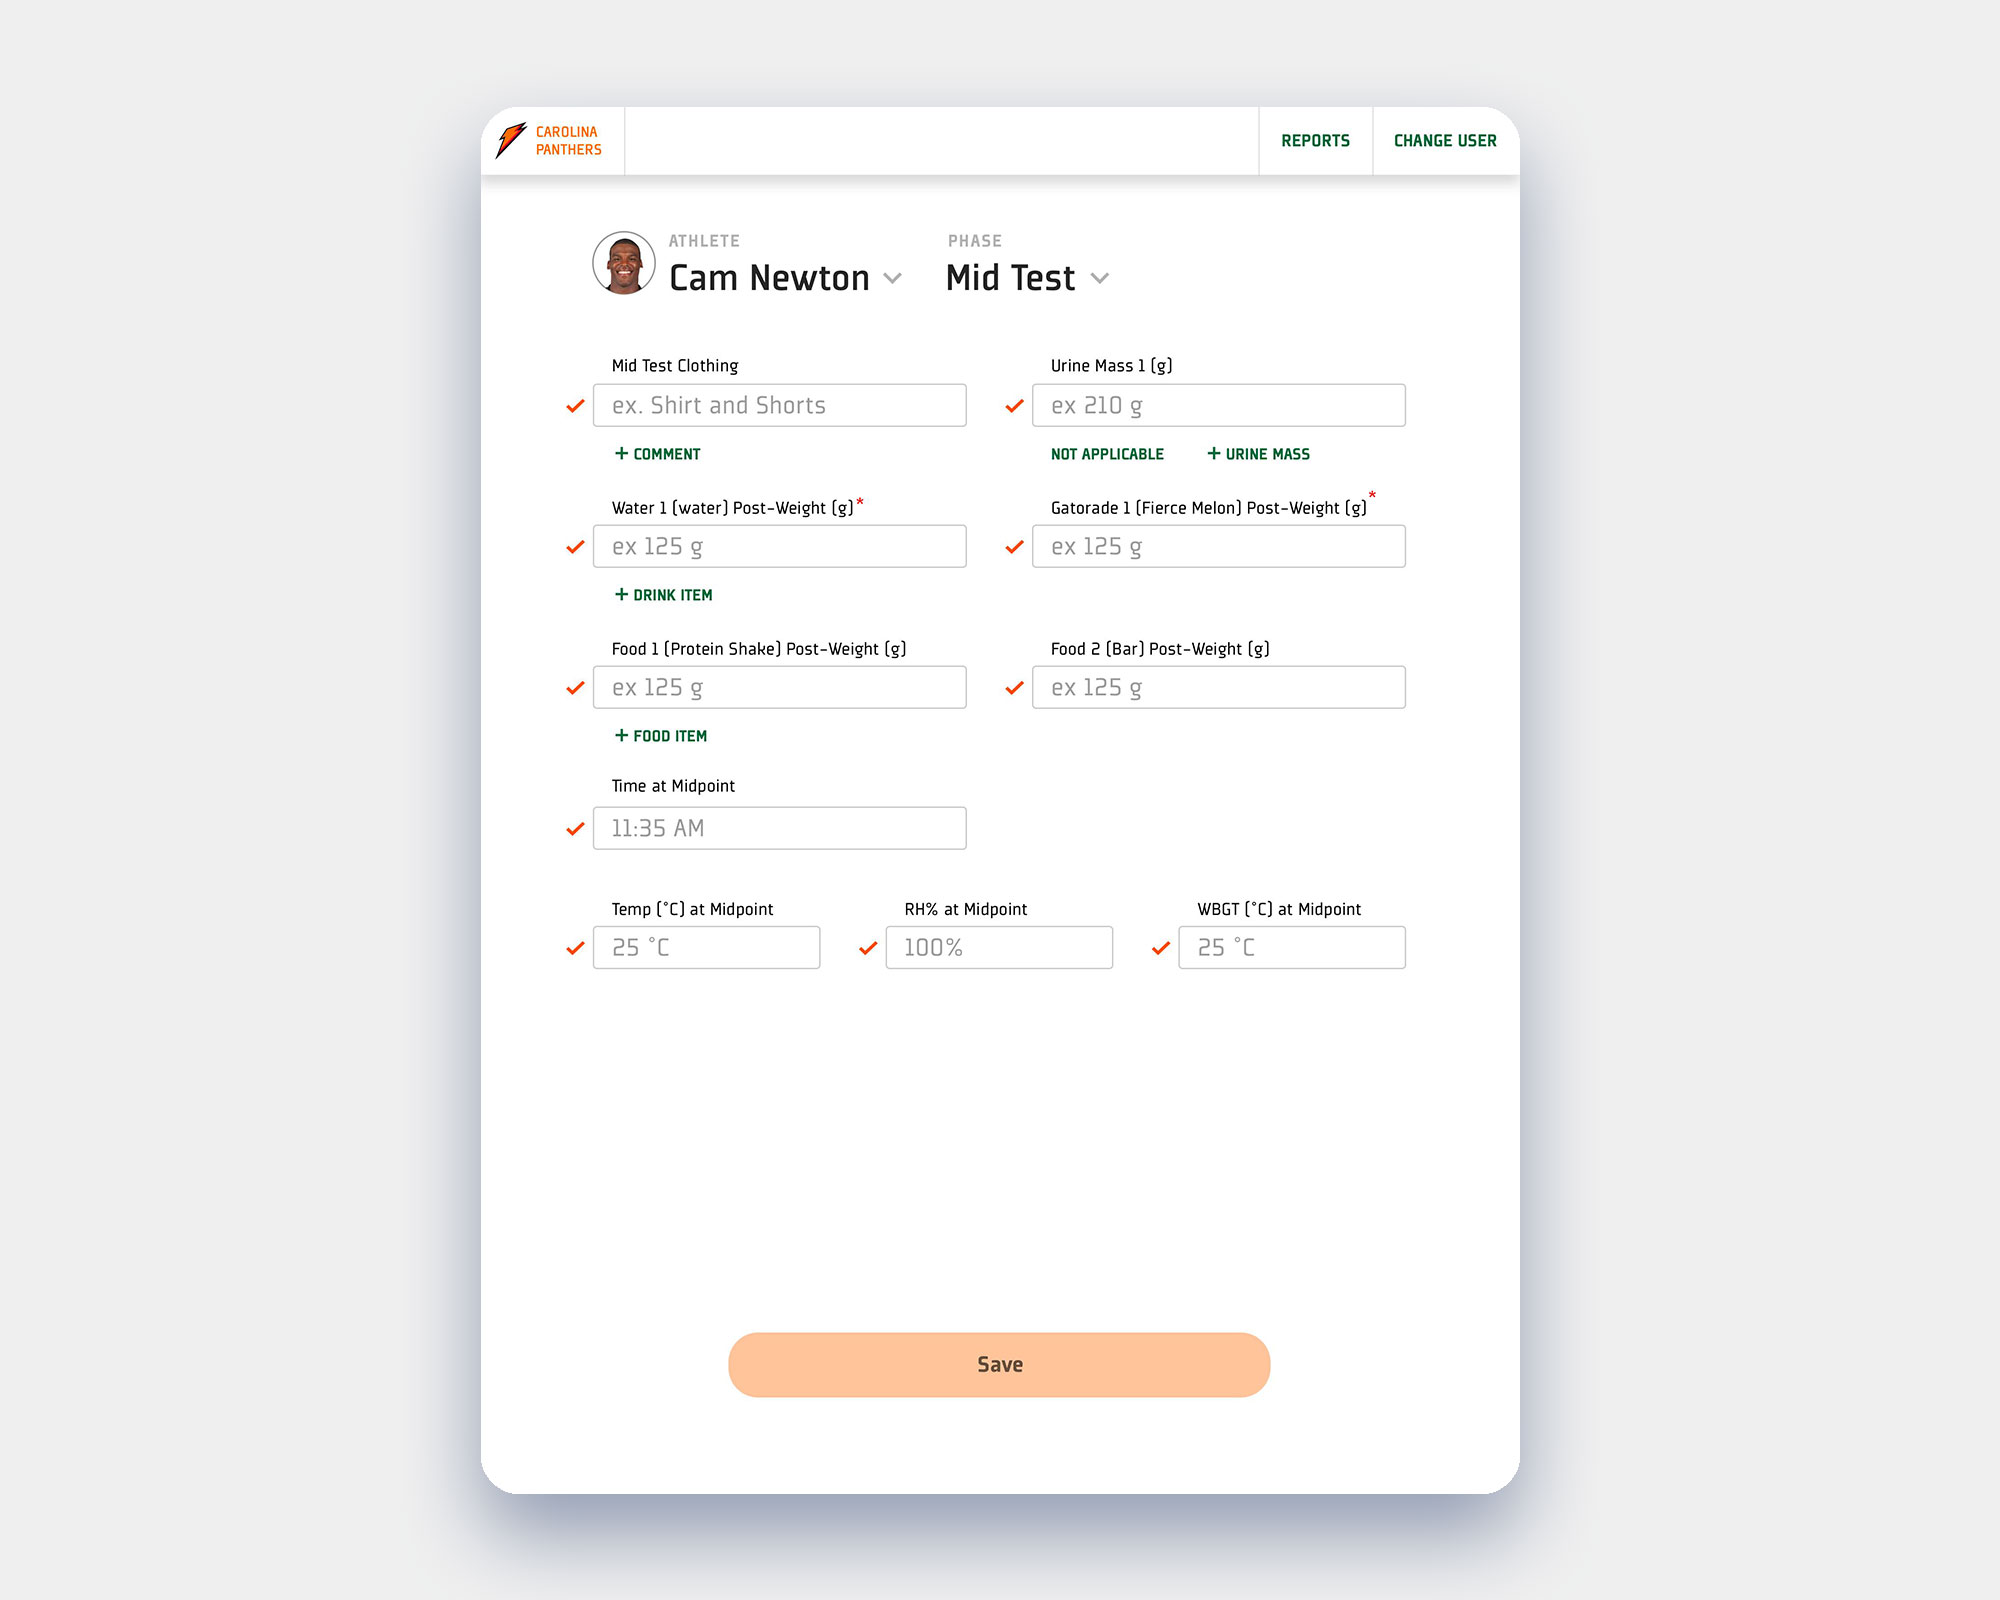 CAROLINA
PANTHERS
REPORTS
CHANGE USER
ATHLETE
PHASE
Cam Newton
Mid Test
Mid Test Clothing
Urine Mass 1 (g)
ex. Shirt and Shorts
ex 210 g
+ COMMENT
NOT APPLICABLE
+ URINE MASS
Water 1 (water) Post-Weight (g)*
Gatorade 1 (Fierce Melon) Post-Weight (g)*
ex 125 g
ex 125 g
+ DRINK ITEM
Food 1 (Protein Shake) Post-Weight (g)
Food 2 (Bar) Post-Weight (g)
ex 125 g
ex 125 g
+ FOOD ITEM
Time at Midpoint
11:35 AM
Temp (°C) at Midpoint
RH% at Midpoint
WBGT (°C) at Midpoint
25 °C
100%
25 °C
Save